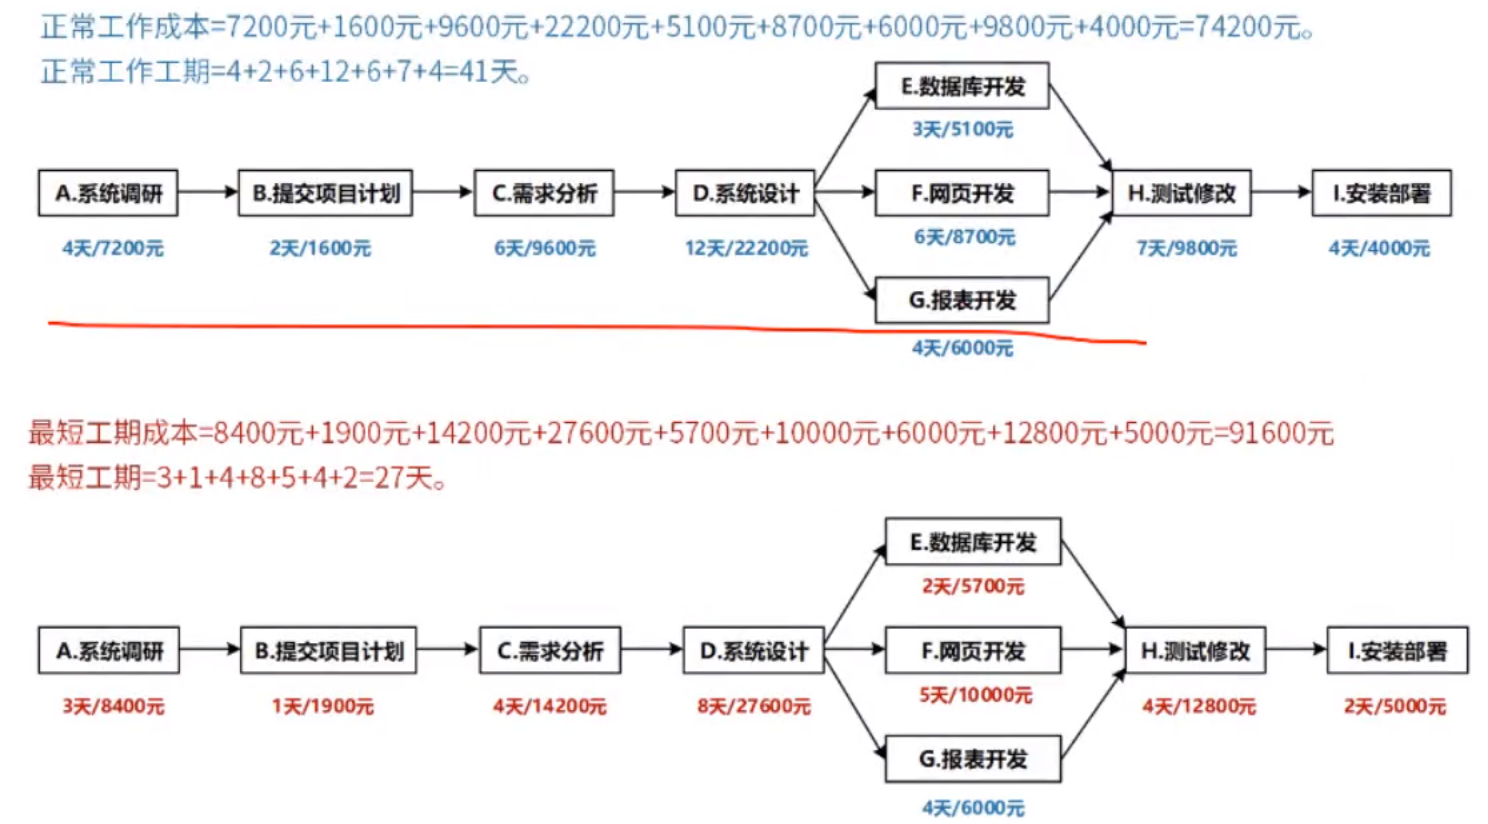 正常工作成本=7200元+1600元+9600元+22200元+5100元+8700元+6000元+9800元+4000元=74200元。
正常工作工期=4+2+6+12+6+7+4=41天。
E.数据库开发
3天/5100元
A.系统调研
B.提交项目计划
C.需求分析
D.系统设计
F.网页开发
H.测试修改
I.安装部署
4天/7200元
2天/1600元
6天/9600元
12天/22200元
6天/8700元
7天/9800元
4天/4000元
G.报表开发
4天/6000元
最短工期成本=8400元+1900元+14200元+27600元+5700元+10000元+6000元+12800元+5000元=91600元
最短工期=3+1+4+8+5+4+2=27天。
E.数据库开发
2天/5700元
A.系统调研
B.提交项目计划
C.需求分析
D.系统设计
F.网页开发
H.测试修改
I.安装部署
3天/8400元
1天/1900元
4天/14200元
8天/27600元
5天/10000元
4天/12800元
2天/5000元
G.报表开发
4天/6000元